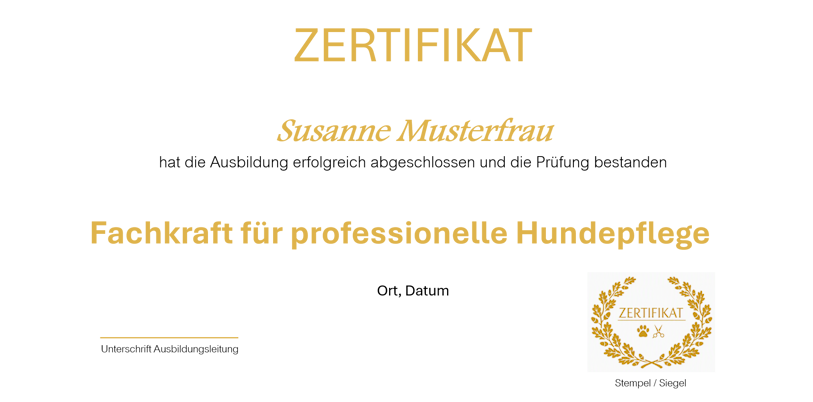 ZERTIFIKAT
Susanne Musterfrau
hat die Ausbildung erfolgreich abgeschlossen und die Prüfung bestanden
Fachkraft für professionelle Hundepflege
Ort, Datum
ZERTIFIKAT
Unterschrift Ausbildungsleitung
Stempel / Siegel